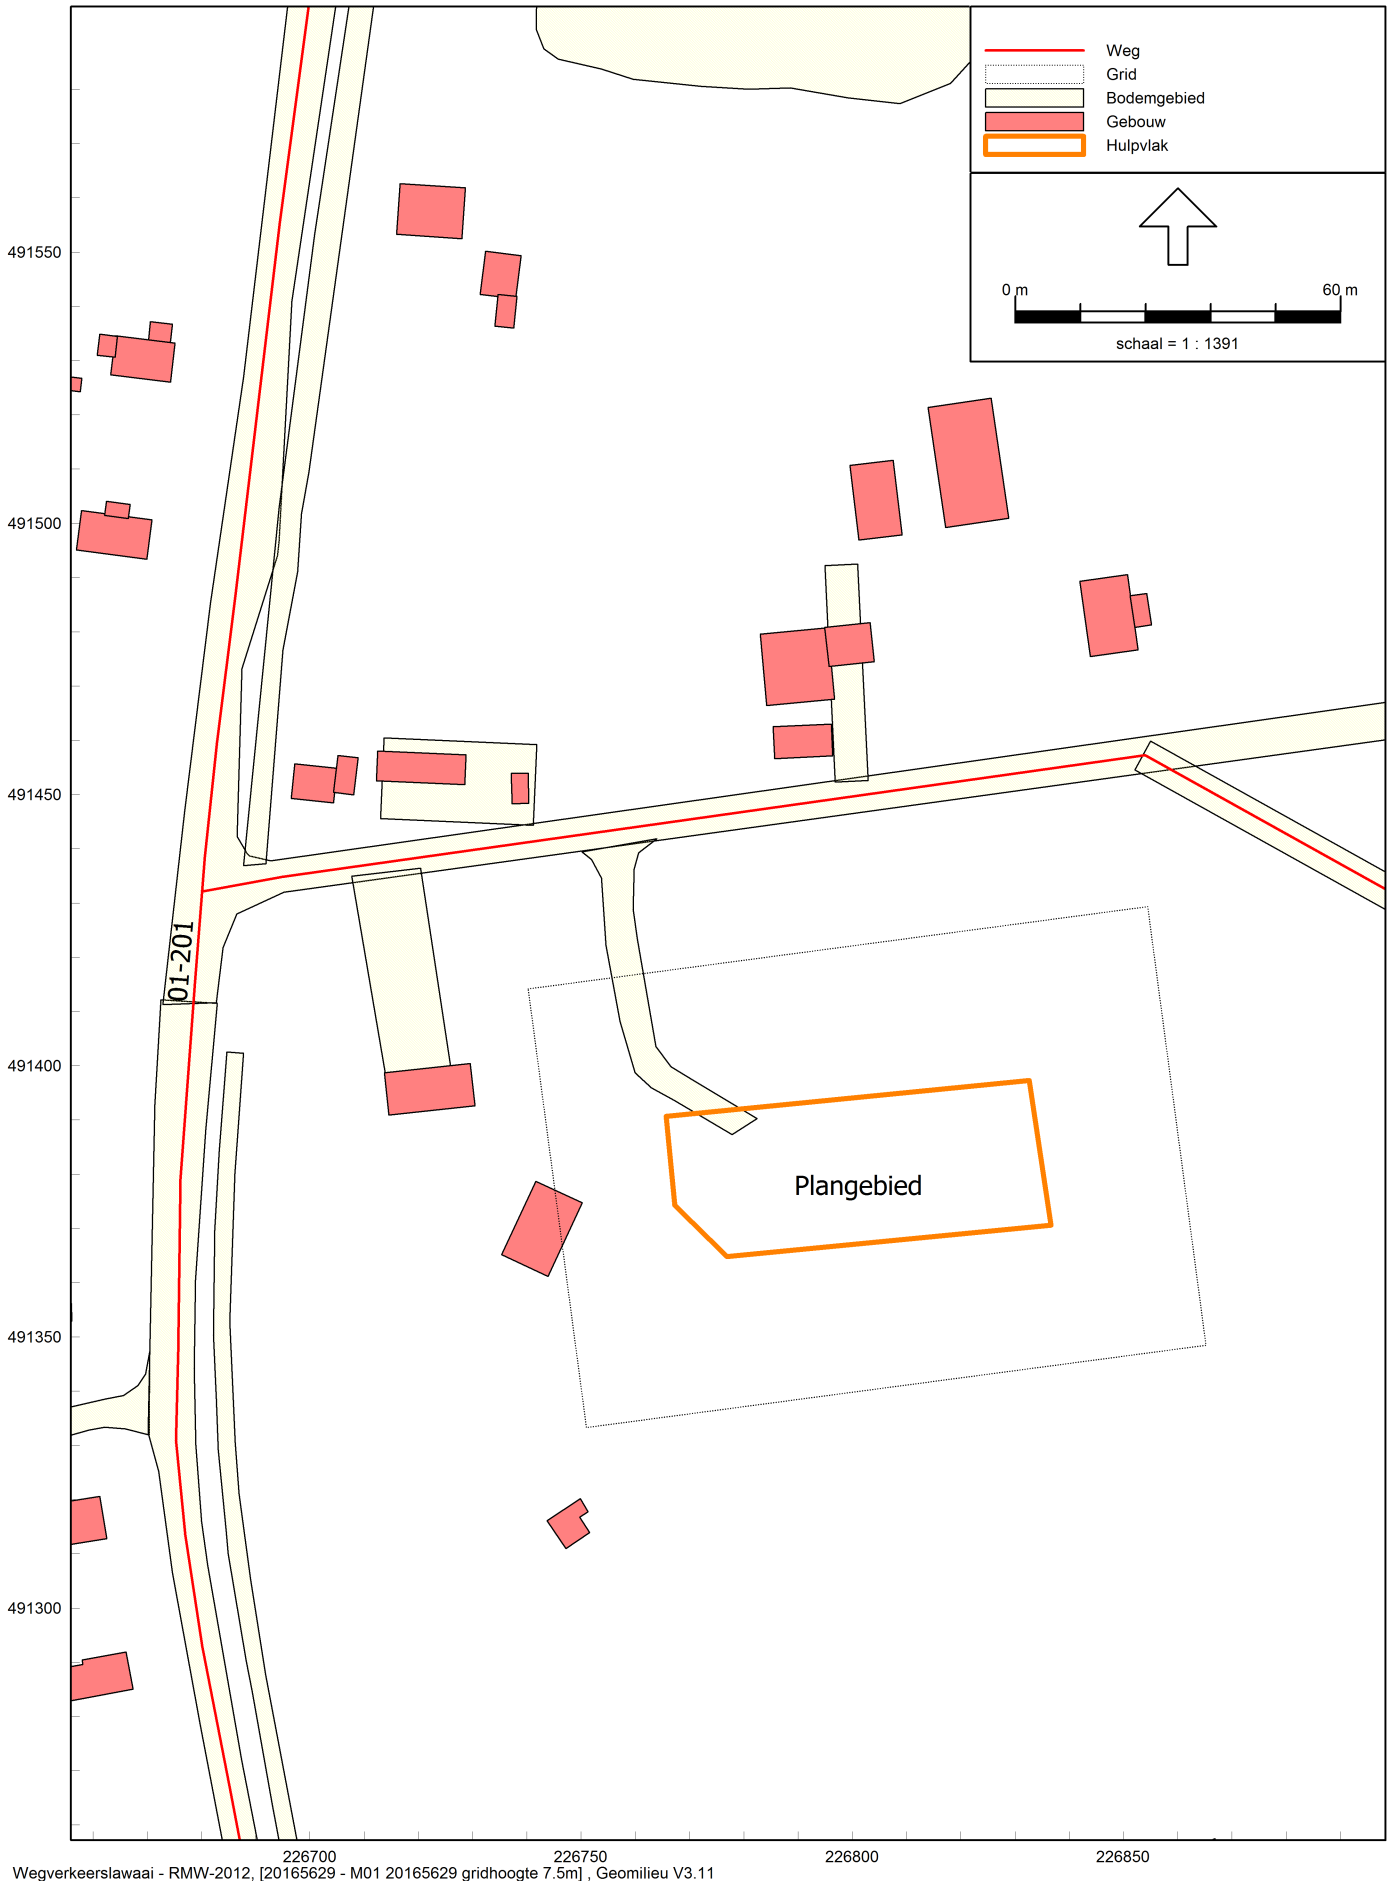 Weg
Grid
Bodemgebied
Gebouw
Hulpvlak
0 m 60 m
schaal = 1 : 1391
491550
491500
491450
01-201
491400
Plangebied
491350
491300
226700 226750 226800 226850
Wegverkeerslawaai - RMW-2012, [20165629 - M01 20165629 gridhoogte 7.5m] , Geomilieu V3.11